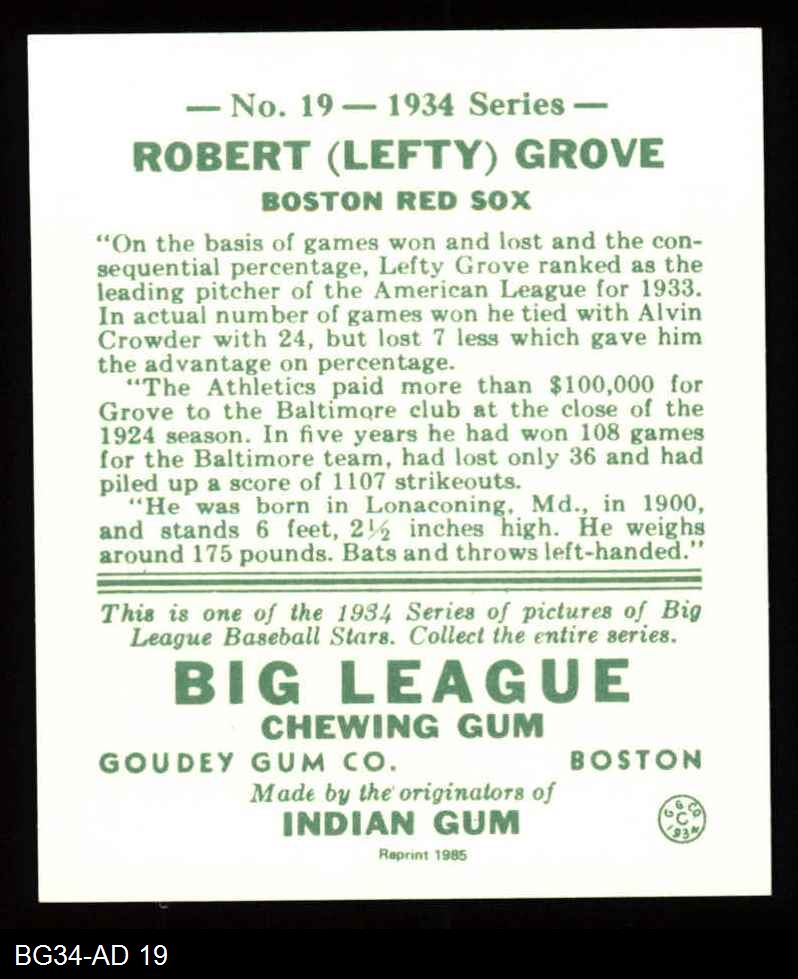 — No. 19 — 1934 Series —
ROBERT (LEFTY) GROVE
BOSTON RED SOX
"On the basis of games won and lost and the con-
sequential percentage, Lefty Grove ranked as the
leading pitcher of the American League for 1933.
In actual number of games won he tied with Alvin
Crowder with 24, but lost 7 less which gave him
the advantage on percentage.
"The Athletics paid more than $100,000 for
Grove to the Baltimore club at the close of the
1924 season. In five years he had won 108 games
for the Baltimore team, had lost only 36 and had
piled up a score of 1107 strikeouts.
"He was born in Lonaconing, Md., in 1900,
and stands 6 feet, 2½ inches high. He weighs
around 175 pounds. Bats and throws left-handed."
This is one of the 1934 Series of pictures of Big
League Baseball Stars. Collect the entire series.
BIG LEAGUE
CHEWING GUM
GOUDEY GUM CO. BOSTON
Made by the originators of
INDIAN GUM
G. G. CO.
C
1934
Reprint 1985
BG34-AD 19